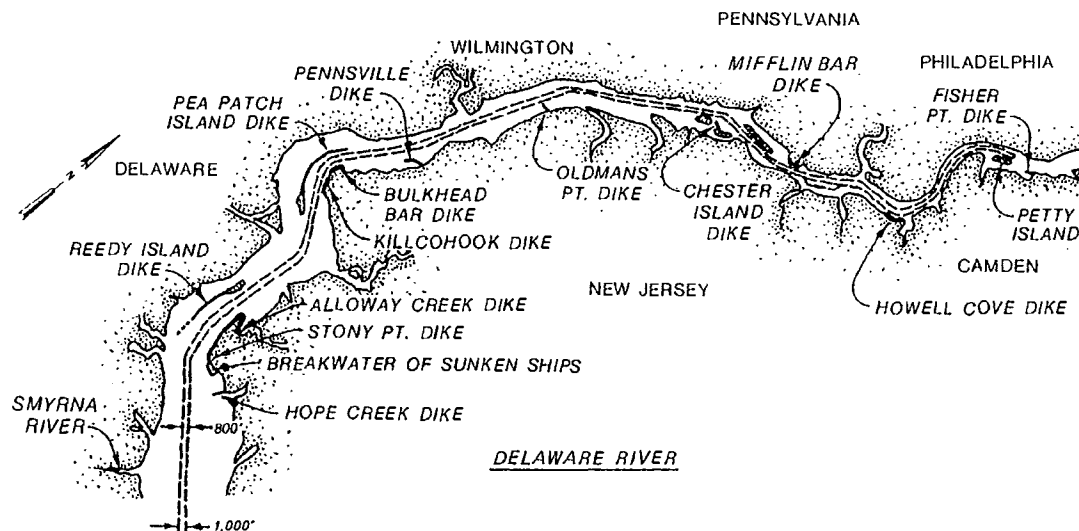 PENNSYLVANIA
WILMINGTON
PENNSVILLE
DIKE
MIFFLIN BAR
DIKE
PHILADELPHIA
PEA PATCH
ISLAND DIKE
FISHER
PT. DIKE
N
DELAWARE
BULKHEAD
BAR DIKE
OLDMANS
PT. DIKE
CHESTER
ISLAND
DIKE
PETTY
ISLAND
KILLCOHOOK DIKE
REEDY ISLAND
DIKE
CAMDEN
NEW JERSEY
HOWELL COVE DIKE
ALLOWAY CREEK DIKE
STONY PT. DIKE
BREAKWATER OF SUNKEN SHIPS
SMYRNA
RIVER
HOPE CREEK DIKE
800'
DELAWARE RIVER
1,000'